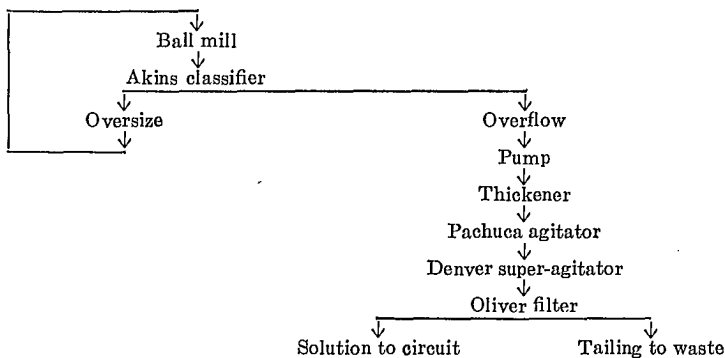 Ball mill
Akins classifier
Oversize
Overflow
Pump
Thickener
Pachuca agitator
Denver super-agitator
Oliver filter
Solution to circuit
Tailing to waste